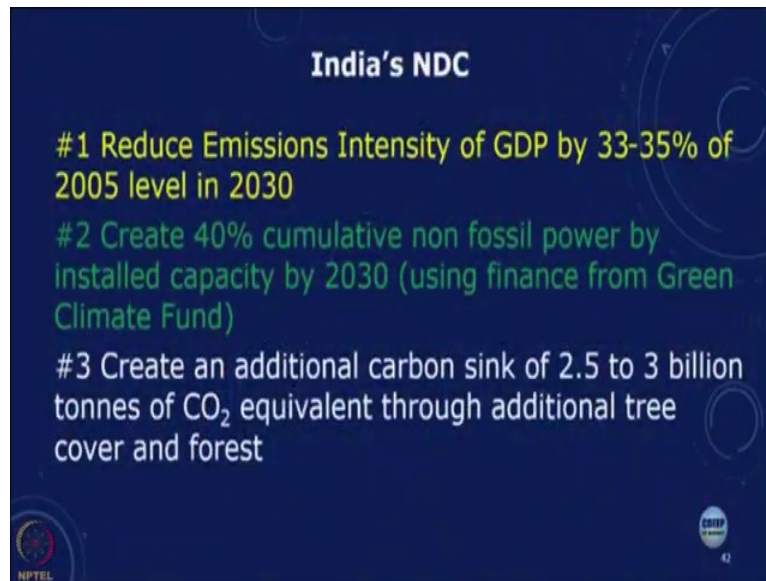 India's NDC
#1 Reduce Emissions Intensity of GDP by 33-35% of
2005 level in 2030
#2 Create 40% cumulative non fossil power by
installed capacity by 2030 (using finance from Green
Climate Fund)
#3 Create an additional carbon sink of 2.5 to 3 billion
tonnes of CO₂ equivalent through additional tree
cover and forest
NPTEL
42